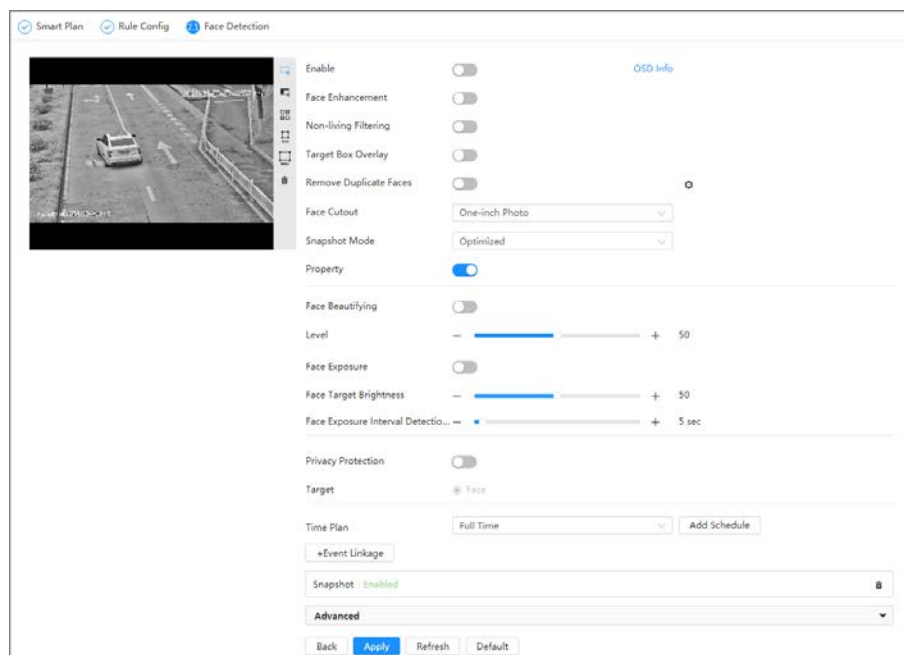 Smart Plan Rule Config 2.1 Face Detection
Enable OSD Info
Face Enhancement
Non-living Filtering
Target Box Overlay
Remove Duplicate Faces
Face Cutout One-inch Photo
Snapshot Mode Optimized
Property
Face Beautifying
Level − + 50
Face Exposure
Face Target Brightness − + 50
Face Exposure Interval Detectio... − + 5 sec
Privacy Protection
Target Face
Time Plan Full Time Add Schedule
+Event Linkage
Snapshot Enabled
Advanced
Back Apply Refresh Default